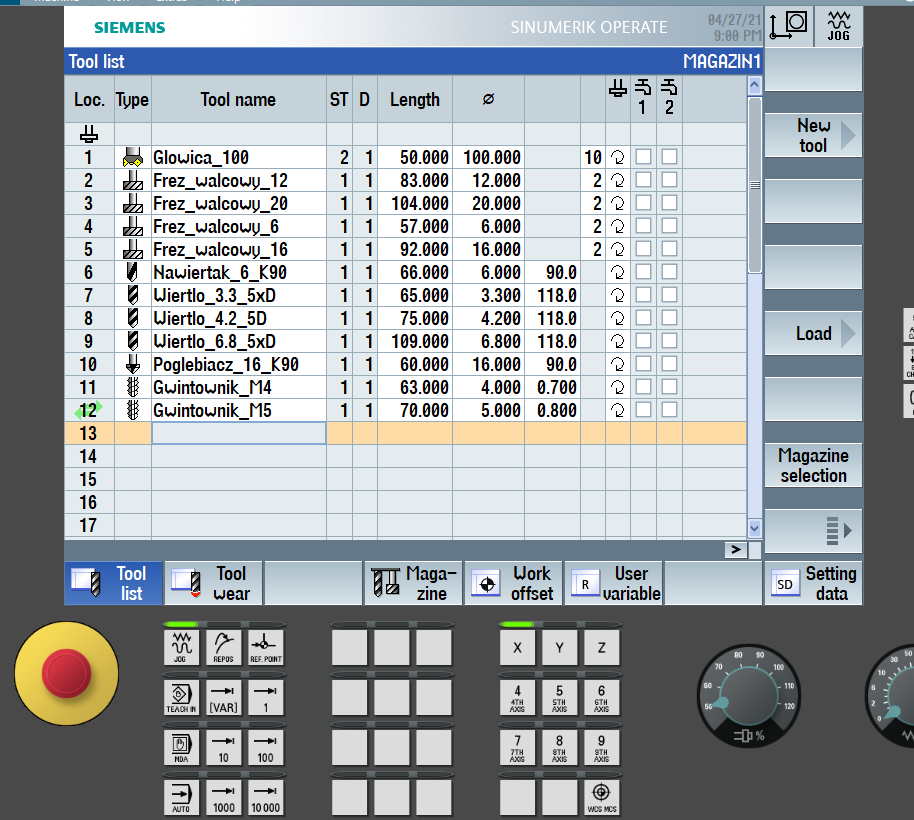 SIEMENS SINUMERIK OPERATE 04/27/21
9:00 PM JOG
Tool list MAGAZIN1
Loc. Type Tool name ST D Length ⌀ 1 2
1 Glowica_100 2 1 50.000 100.000 10
2 Frez_walcowy_12 1 1 83.000 12.000 2
3 Frez_walcowy_20 1 1 104.000 20.000 2
4 Frez_walcowy_6 1 1 57.000 6.000 2
5 Frez_walcowy_16 1 1 92.000 16.000 2
6 Nawiertak_6_K90 1 1 66.000 6.000 90.0
7 Wiertlo_3.3_5xD 1 1 65.000 3.300 118.0
8 Wiertlo_4.2_5D 1 1 75.000 4.200 118.0
9 Wiertlo_6.8_5xD 1 1 109.000 6.800 118.0
10 Poglebiacz_16_K90 1 1 60.000 16.000 90.0
11 Gwintownik_M4 1 1 63.000 4.000 0.700
12 Gwintownik_M5 1 1 70.000 5.000 0.800
13
14
15
16
17
>
New
tool
Load
Magazine
selection
Tool
list
Tool
wear
Maga-
zine
Work
offset
R User
variable
SD Setting
data
JOG REPOS REF. POINT
TEACH IN [VAR] 1
MDA 10 100
AUTO 1000 10 000
X Y Z
4 5 6
4TH AXIS 5TH AXIS 6TH AXIS
7 8 9
7TH AXIS 8TH AXIS 9TH AXIS
WCS MCS
50 60 70 80 90 100 110 120
%
0 2 6 10 30 50